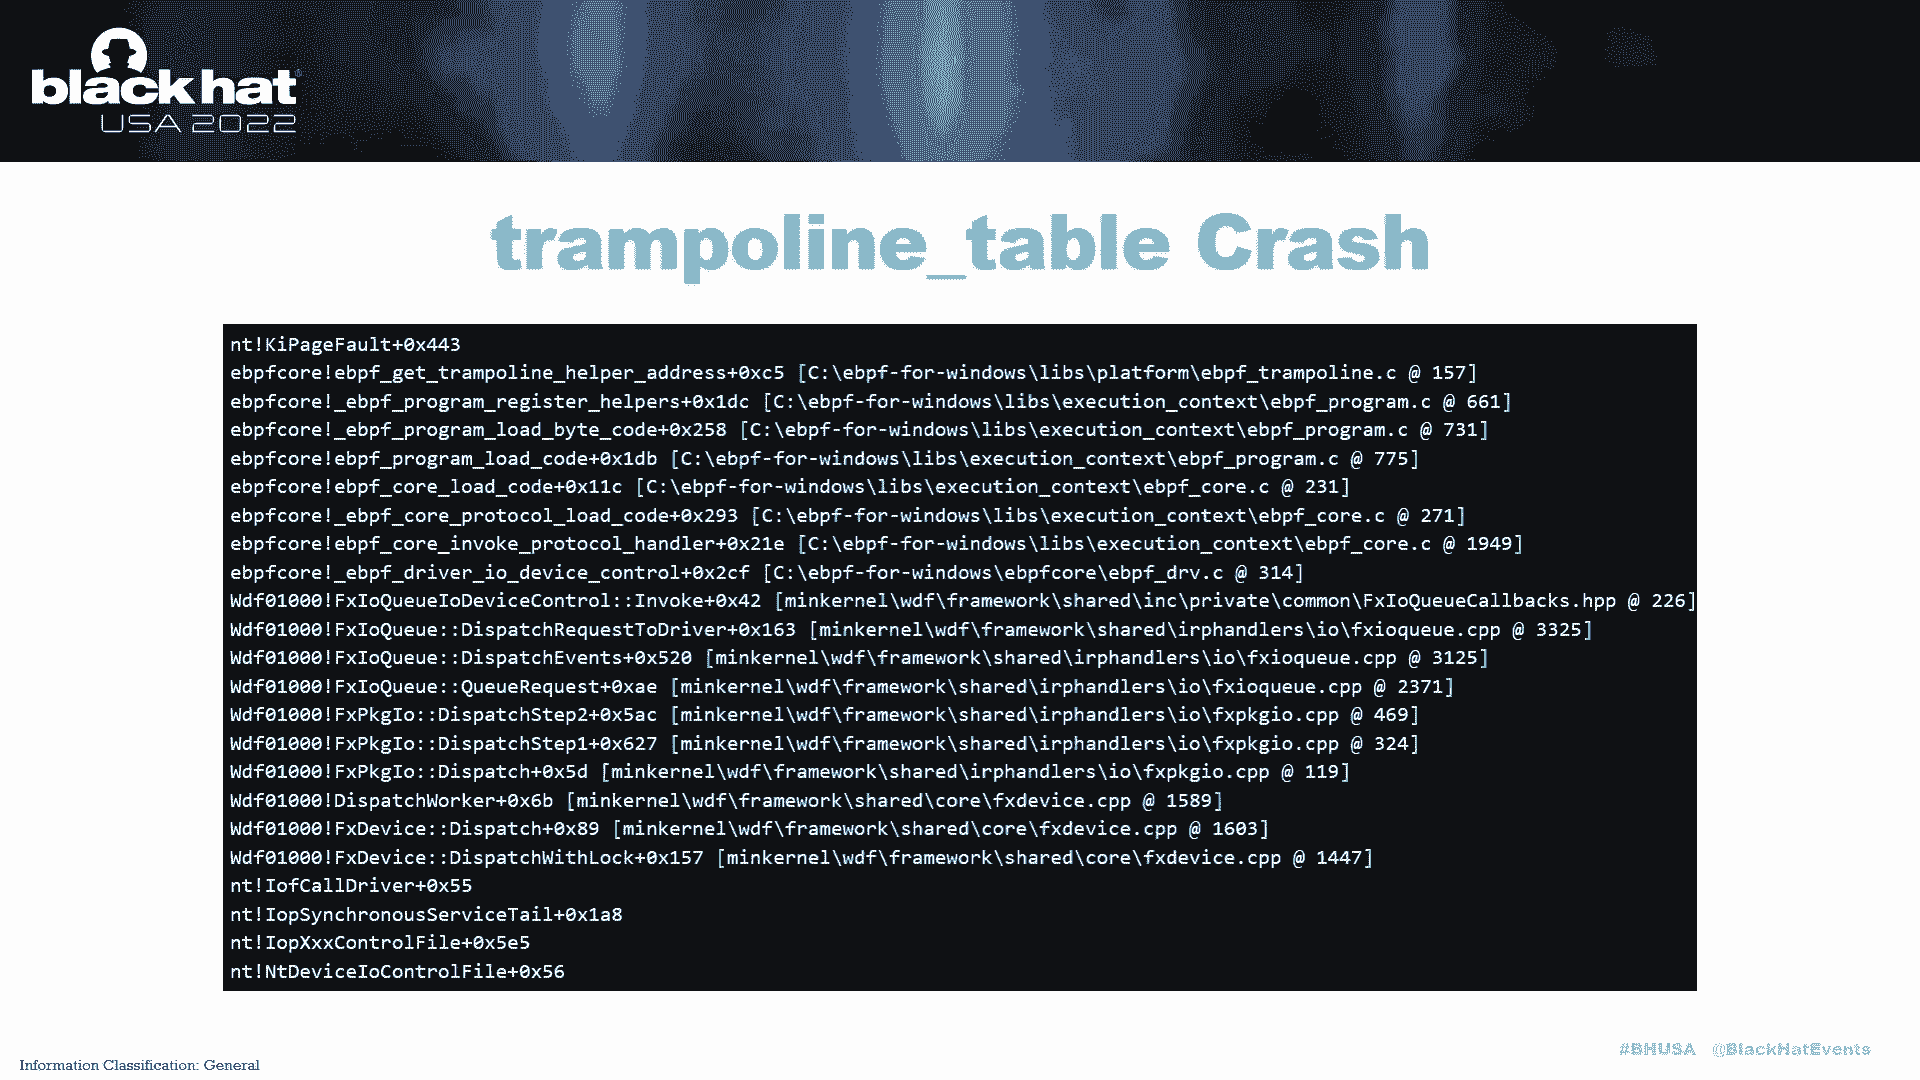 blackhat
USA 2022
trampoline_table Crash
nt!KiPageFault+0x443
ebpfcore!ebpf_get_trampoline_helper_address+0xc5 [C:\ebpf-for-windows\libs\platform\ebpf_trampoline.c @ 157]
ebpfcore!_ebpf_program_register_helpers+0x1dc [C:\ebpf-for-windows\libs\execution_context\ebpf_program.c @ 661]
ebpfcore!_ebpf_program_load_byte_code+0x258 [C:\ebpf-for-windows\libs\execution_context\ebpf_program.c @ 731]
ebpfcore!ebpf_program_load_code+0x1db [C:\ebpf-for-windows\libs\execution_context\ebpf_program.c @ 775]
ebpfcore!ebpf_core_load_code+0x11c [C:\ebpf-for-windows\libs\execution_context\ebpf_core.c @ 231]
ebpfcore!_ebpf_core_protocol_load_code+0x293 [C:\ebpf-for-windows\libs\execution_context\ebpf_core.c @ 271]
ebpfcore!ebpf_core_invoke_protocol_handler+0x21e [C:\ebpf-for-windows\libs\execution_context\ebpf_core.c @ 1949]
ebpfcore!_ebpf_driver_io_device_control+0x2cf [C:\ebpf-for-windows\ebpfcore\ebpf_drv.c @ 314]
Wdf01000!FxIoQueueIoDeviceControl::Invoke+0x42 [minkernel\wdf\framework\shared\inc\private\common\FxIoQueueCallbacks.hpp @ 226]
Wdf01000!FxIoQueue::DispatchRequestToDriver+0x163 [minkernel\wdf\framework\shared\irphandlers\io\fxioqueue.cpp @ 3325]
Wdf01000!FxIoQueue::DispatchEvents+0x520 [minkernel\wdf\framework\shared\irphandlers\io\fxioqueue.cpp @ 3125]
Wdf01000!FxIoQueue::QueueRequest+0xae [minkernel\wdf\framework\shared\irphandlers\io\fxioqueue.cpp @ 2371]
Wdf01000!FxPkgIo::DispatchStep2+0x5ac [minkernel\wdf\framework\shared\irphandlers\io\fxpkgio.cpp @ 469]
Wdf01000!FxPkgIo::DispatchStep1+0x627 [minkernel\wdf\framework\shared\irphandlers\io\fxpkgio.cpp @ 324]
Wdf01000!FxPkgIo::Dispatch+0x5d [minkernel\wdf\framework\shared\irphandlers\io\fxpkgio.cpp @ 119]
Wdf01000!DispatchWorker+0x6b [minkernel\wdf\framework\shared\core\fxdevice.cpp @ 1589]
Wdf01000!FxDevice::Dispatch+0x89 [minkernel\wdf\framework\shared\core\fxdevice.cpp @ 1603]
Wdf01000!FxDevice::DispatchWithLock+0x157 [minkernel\wdf\framework\shared\core\fxdevice.cpp @ 1447]
nt!IofCallDriver+0x55
nt!IopSynchronousServiceTail+0x1a8
nt!IopXxxControlFile+0x5e5
nt!NtDeviceIoControlFile+0x56
#BHUSA @BlackHatEvents
Information Classification: General